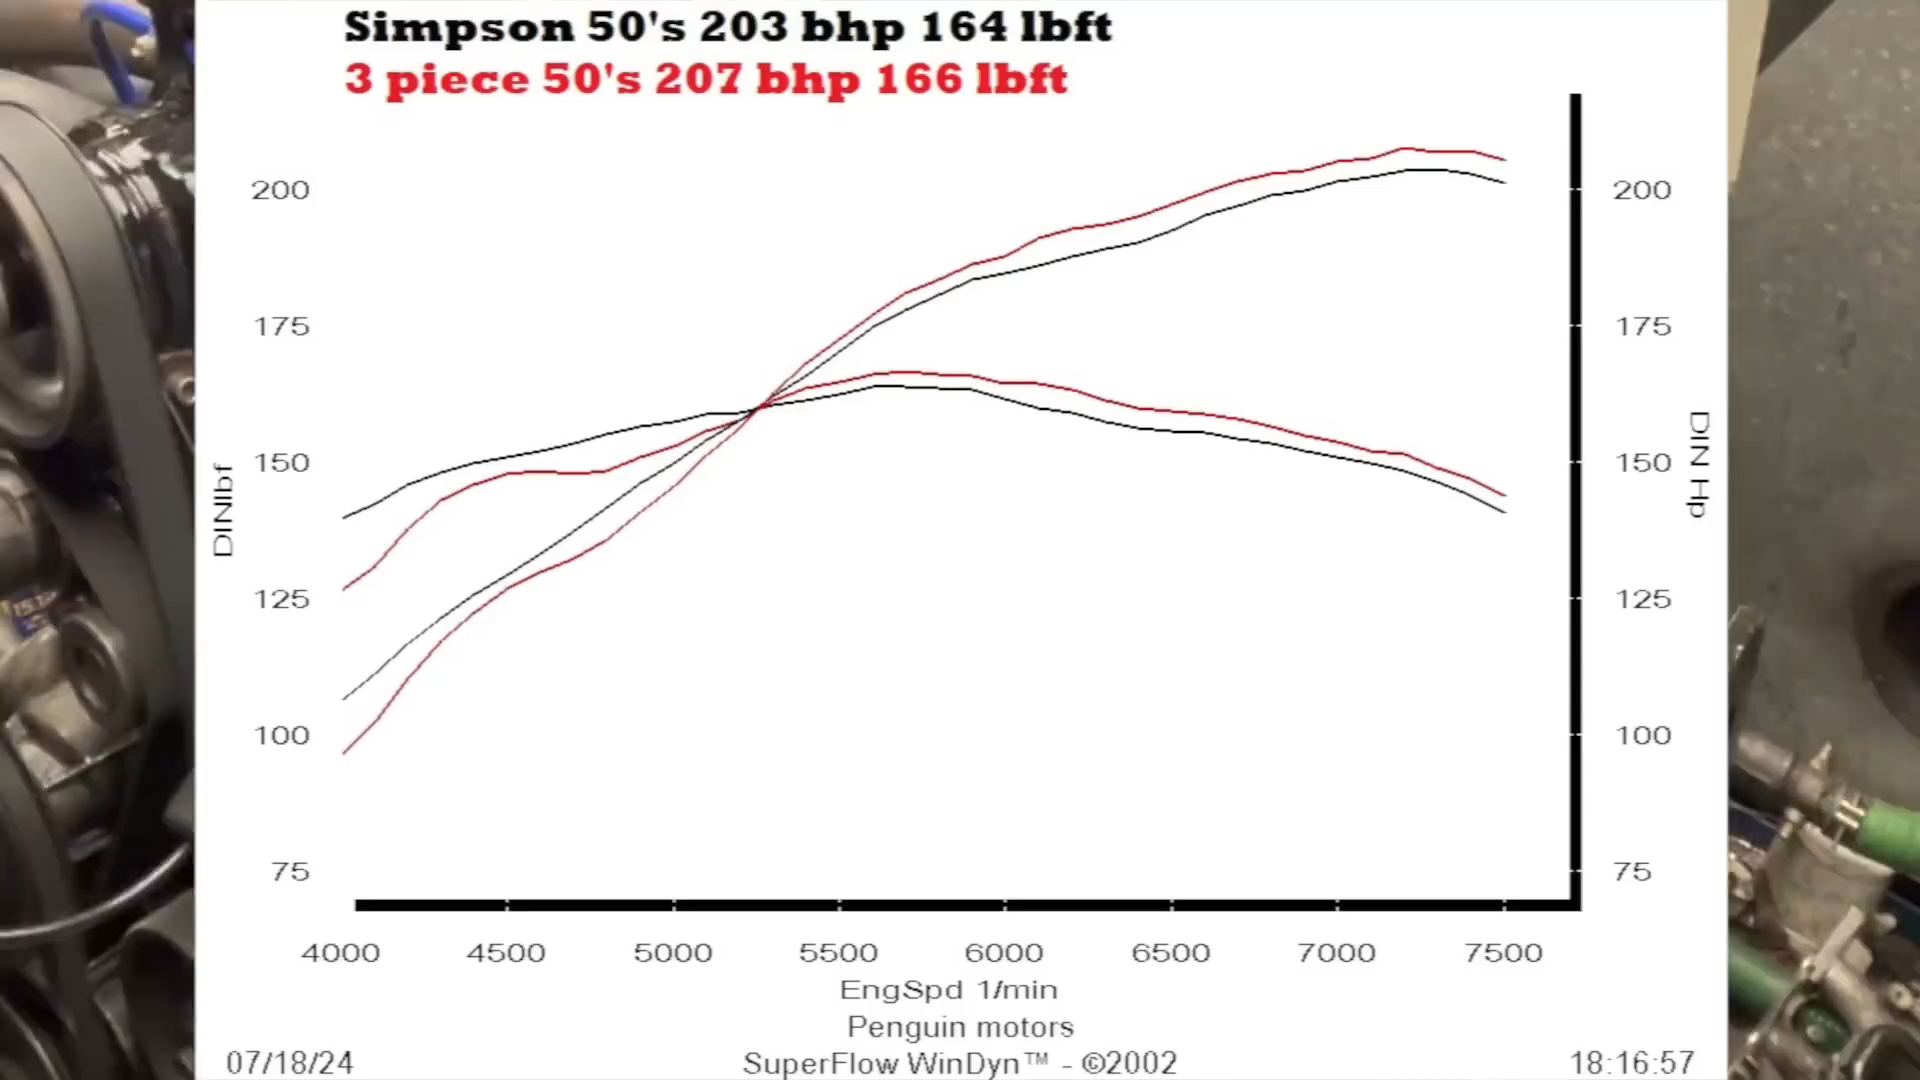 Simpson 50's 203 bhp 164 lbft
3 piece 50's 207 bhp 166 lbft
200
175
150
125
100
75
DINlbf
200
175
150
125
100
75
DIN Hp
4000 4500 5000 5500 6000 6500 7000 7500
EngSpd 1/min
Penguin motors
07/18/24 SuperFlow WinDyn™ - ©2002 18:16:57